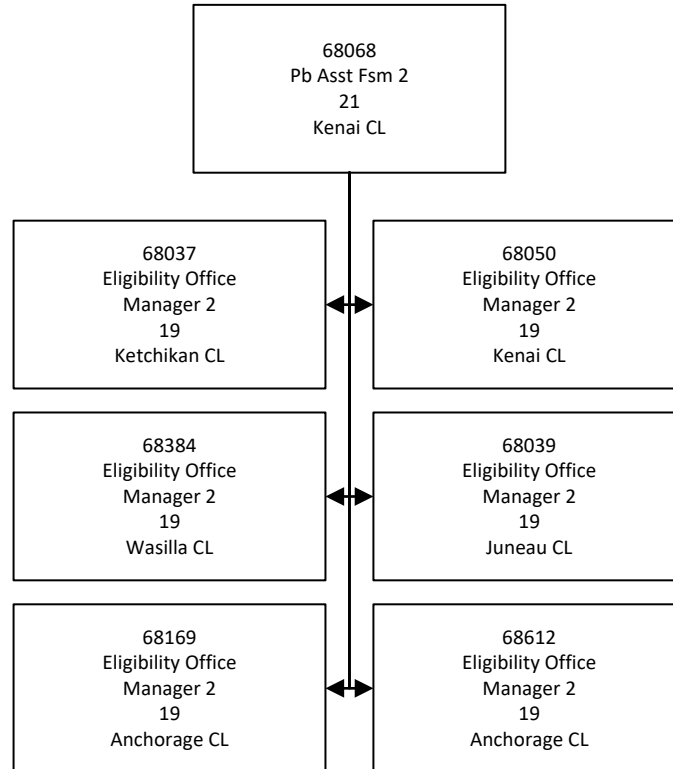 68068
Pb Asst Fsm 2
21
Kenai CL
68037
Eligibility Office
Manager 2
19
Ketchikan CL
68050
Eligibility Office
Manager 2
19
Kenai CL
68384
Eligibility Office
Manager 2
19
Wasilla CL
68039
Eligibility Office
Manager 2
19
Juneau CL
68169
Eligibility Office
Manager 2
19
Anchorage CL
68612
Eligibility Office
Manager 2
19
Anchorage CL